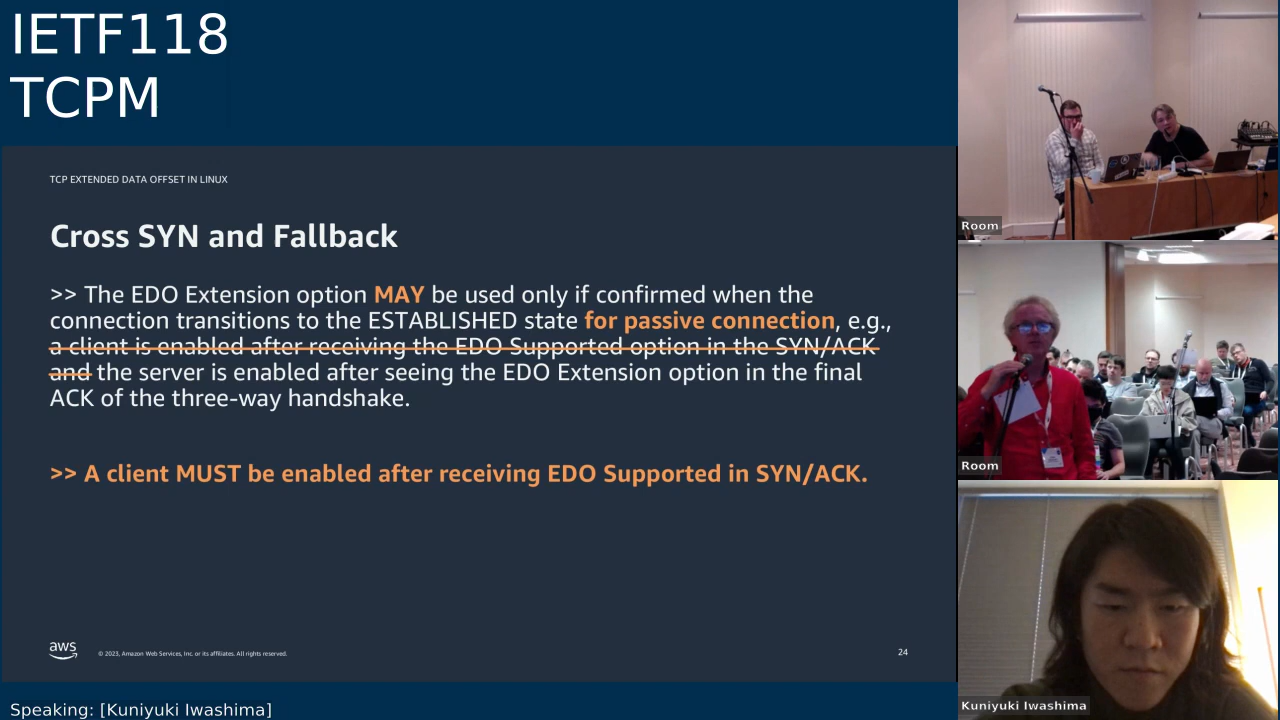 IETF118
TCPM
TCP EXTENDED DATA OFFSET IN LINUX
Cross SYN and Fallback
>> The EDO Extension option MAY be used only if confirmed when the
connection transitions to the ESTABLISHED state for passive connection, e.g.,
a client is enabled after receiving the EDO Supported option in the SYN/ACK
and the server is enabled after seeing the EDO Extension option in the final
ACK of the three-way handshake.
>> A client MUST be enabled after receiving EDO Supported in SYN/ACK.
aws
© 2023, Amazon Web Services, Inc. or its affiliates. All rights reserved.
24
Speaking: [Kuniyuki Iwashima]
Room
Room
Kuniyuki Iwashima